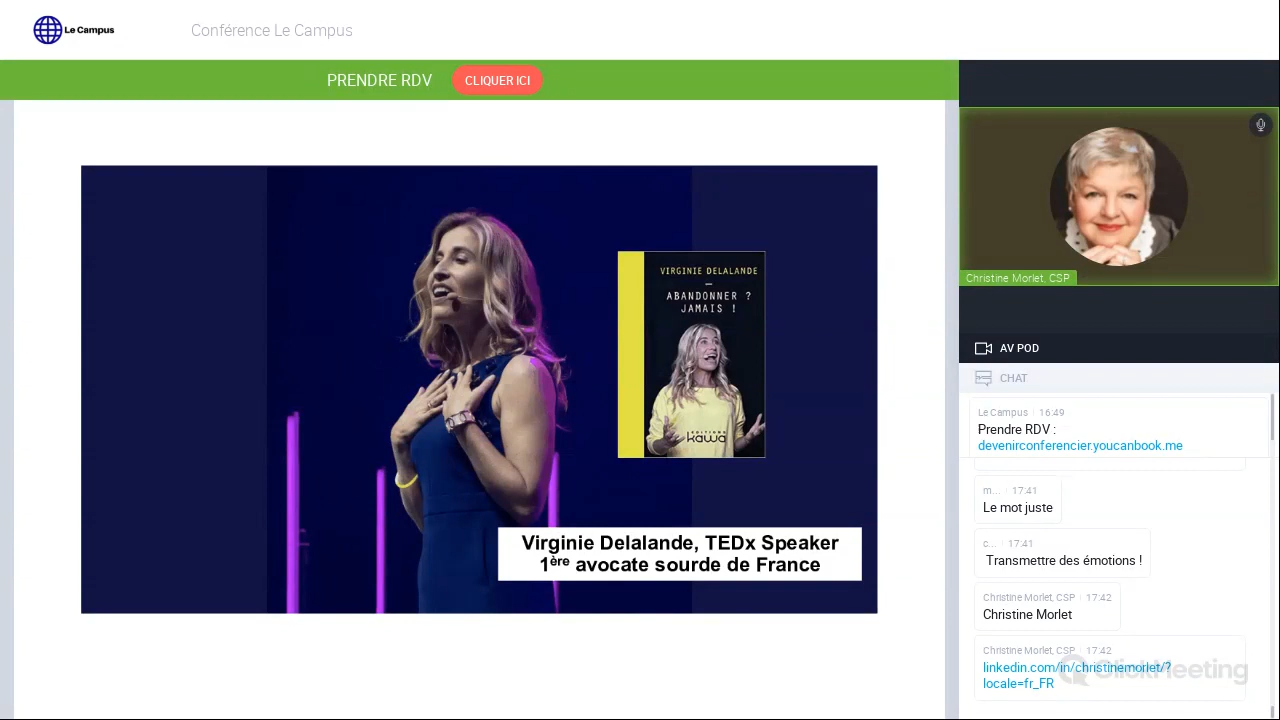 Le Campus
Conférence Le Campus
PRENDRE RDV
CLIQUER ICI
VIRGINIE DELALANDE
ABANDONNER ?
JAMAIS !
EDITIONS
kawa
Virginie Delalande, TEDx Speaker
1ère avocate sourde de France
Christine Morlet, CSP
AV POD
CHAT
Le Campus 16:49
Prendre RDV :
devenirconferencier.youcanbook.me
m... 17:41
Le mot juste
c... 17:41
Transmettre des émotions !
Christine Morlet, CSP 17:42
Christine Morlet
Christine Morlet, CSP 17:42
linkedin.com/in/christinemorlet/?
locale=fr_FR
ClickMeeting